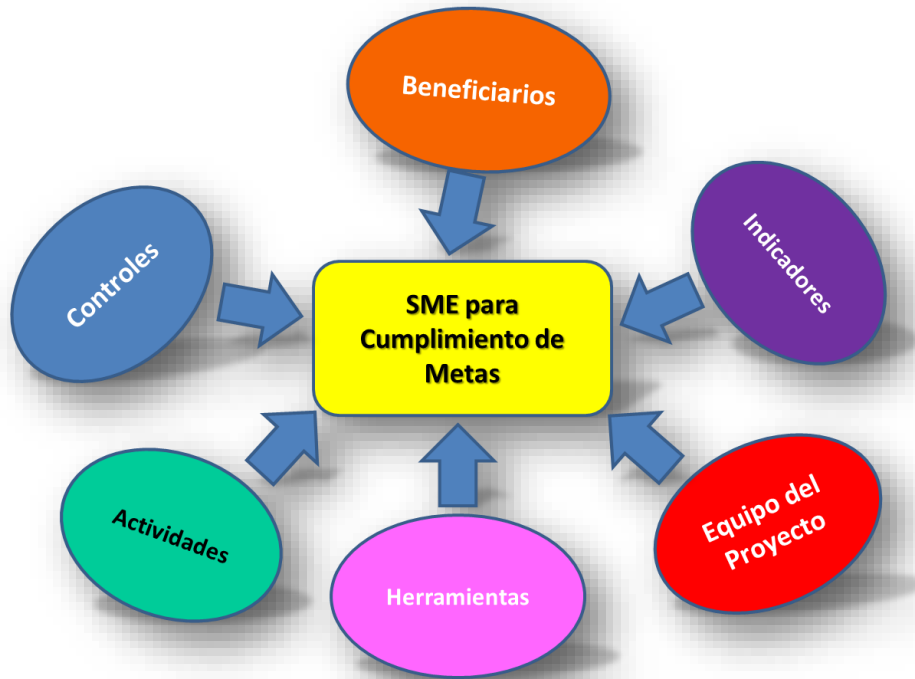 Beneficiarios
Controles
Indicadores
SME para
Cumplimiento de
Metas
Actividades
Herramientas
Equipo del
Proyecto